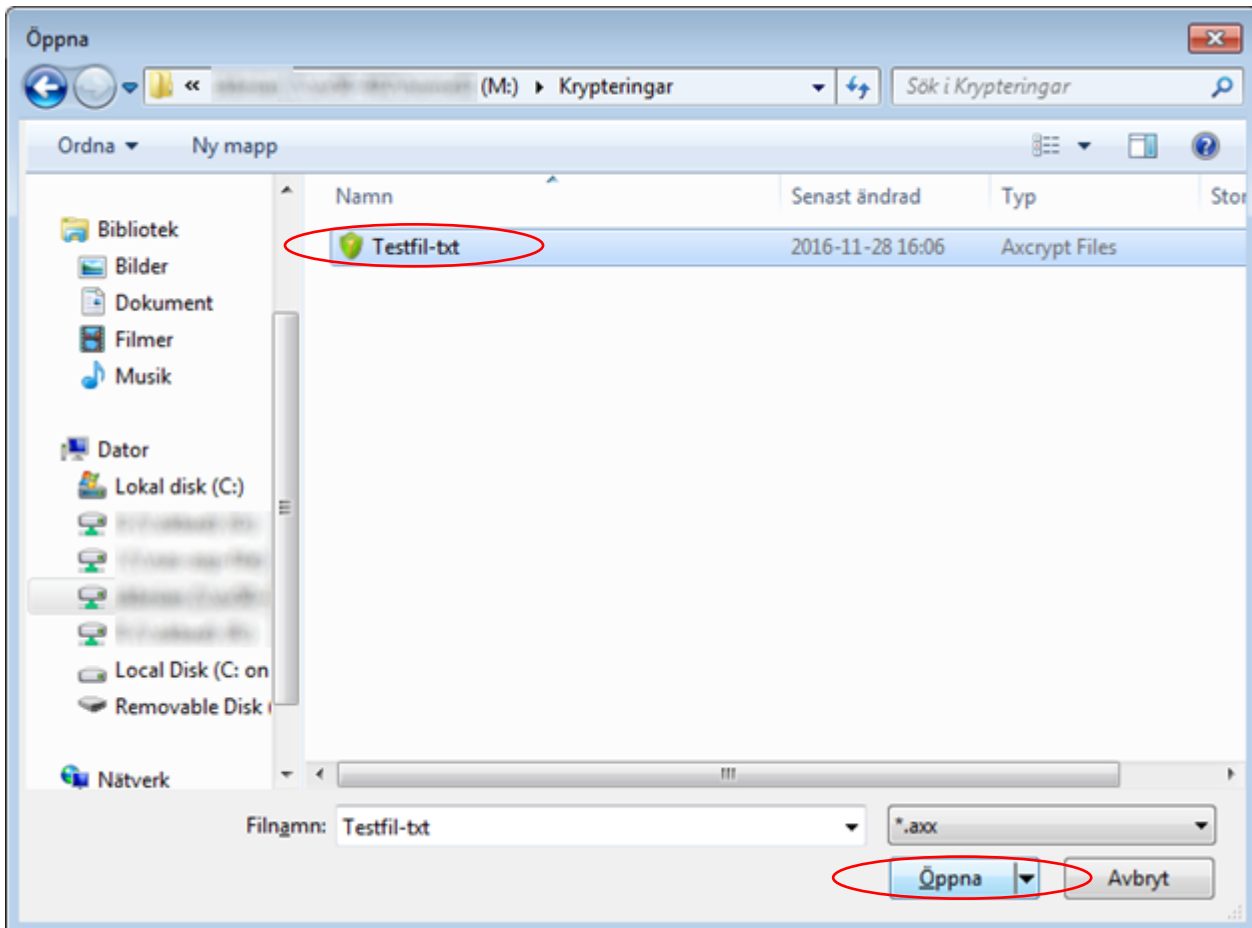 Öppna
« (M:) Krypteringar Sök i Krypteringar
Ordna Ny mapp
Namn Senast ändrad Typ Stor
Testfil-txt 2016-11-28 16:06 Axcrypt Files
Bibliotek
Bilder
Dokument
Filmer
Musik
Dator
Lokal disk (C:)
Local Disk (C: on
Removable Disk (
Nätverk
Filnamn: Testfil-txt *.axx
Öppna Avbryt